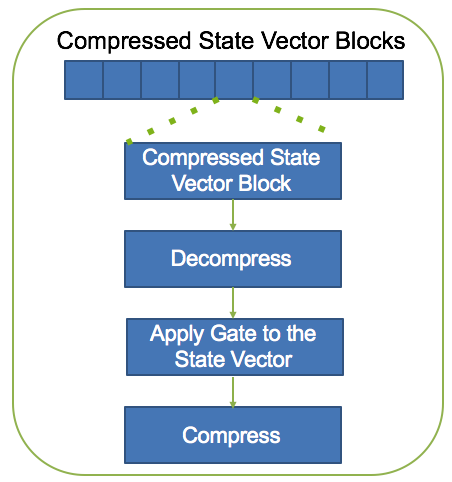 Compressed State Vector Blocks
Compressed State
Vector Block
Decompress
Apply Gate to the
State Vector
Compress